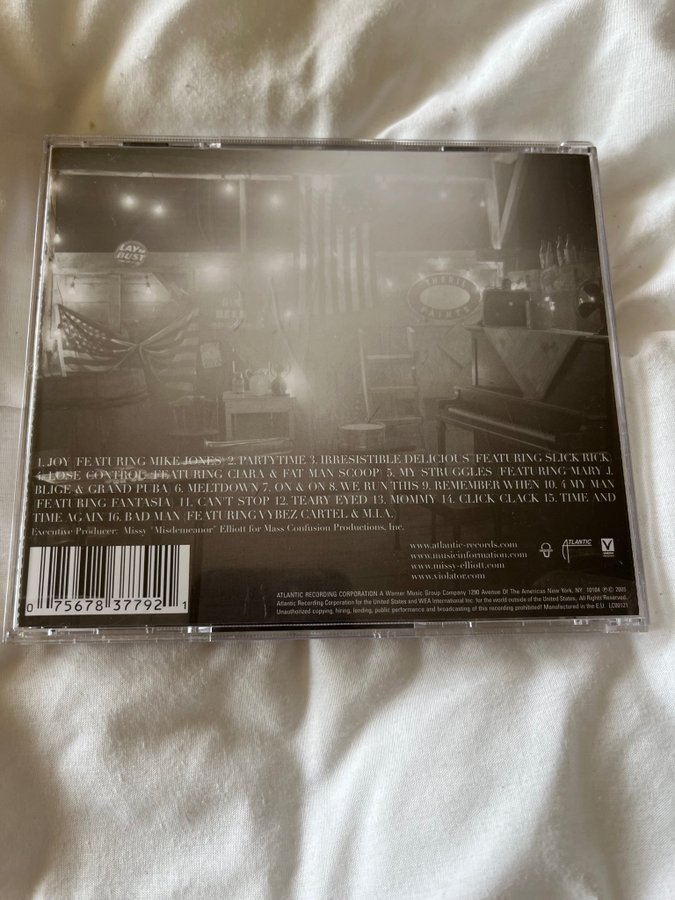 LAY or
BUST
1. JOY (FEATURING MIKE JONES) 2. PARTYTIME 3. IRRESISTIBLE DELICIOUS (FEATURING SLICK RICK)
4. LOSE CONTROL (FEATURING CIARA & FAT MAN SCOOP) 5. MY STRUGGLES (FEATURING MARY J.
BLIGE & GRAND PUBA) 6. MELTDOWN 7. ON & ON 8. WE RUN THIS 9. REMEMBER WHEN 10. 4 MY MAN
(FEATURING FANTASIA) 11. CAN'T STOP 12. TEARY EYED 13. MOMMY 14. CLICK CLACK 15. TIME AND
TIME AGAIN 16. BAD MAN (FEATURING VYBEZ CARTEL & M.I.A.)
Executive Producer: Missy "Misdemeanor" Elliott for Mass Confusion Productions, Inc.
www.atlantic-records.com
www.musicinformation.com
www.missy-elliott.com
www.violator.com
ATLANTIC
V
0 75678 37792 1
ATLANTIC RECORDING CORPORATION A Warner Music Group Company 1290 Avenue Of The Americas New York, NY 10104 ℗© 2005
Atlantic Recording Corporation for the United States and WEA International Inc. for the world outside of the United States. All Rights Reserved.
Unauthorized copying, hiring, lending, public performance and broadcasting of this recording prohibited! Manufactured in the E.U. LC00121